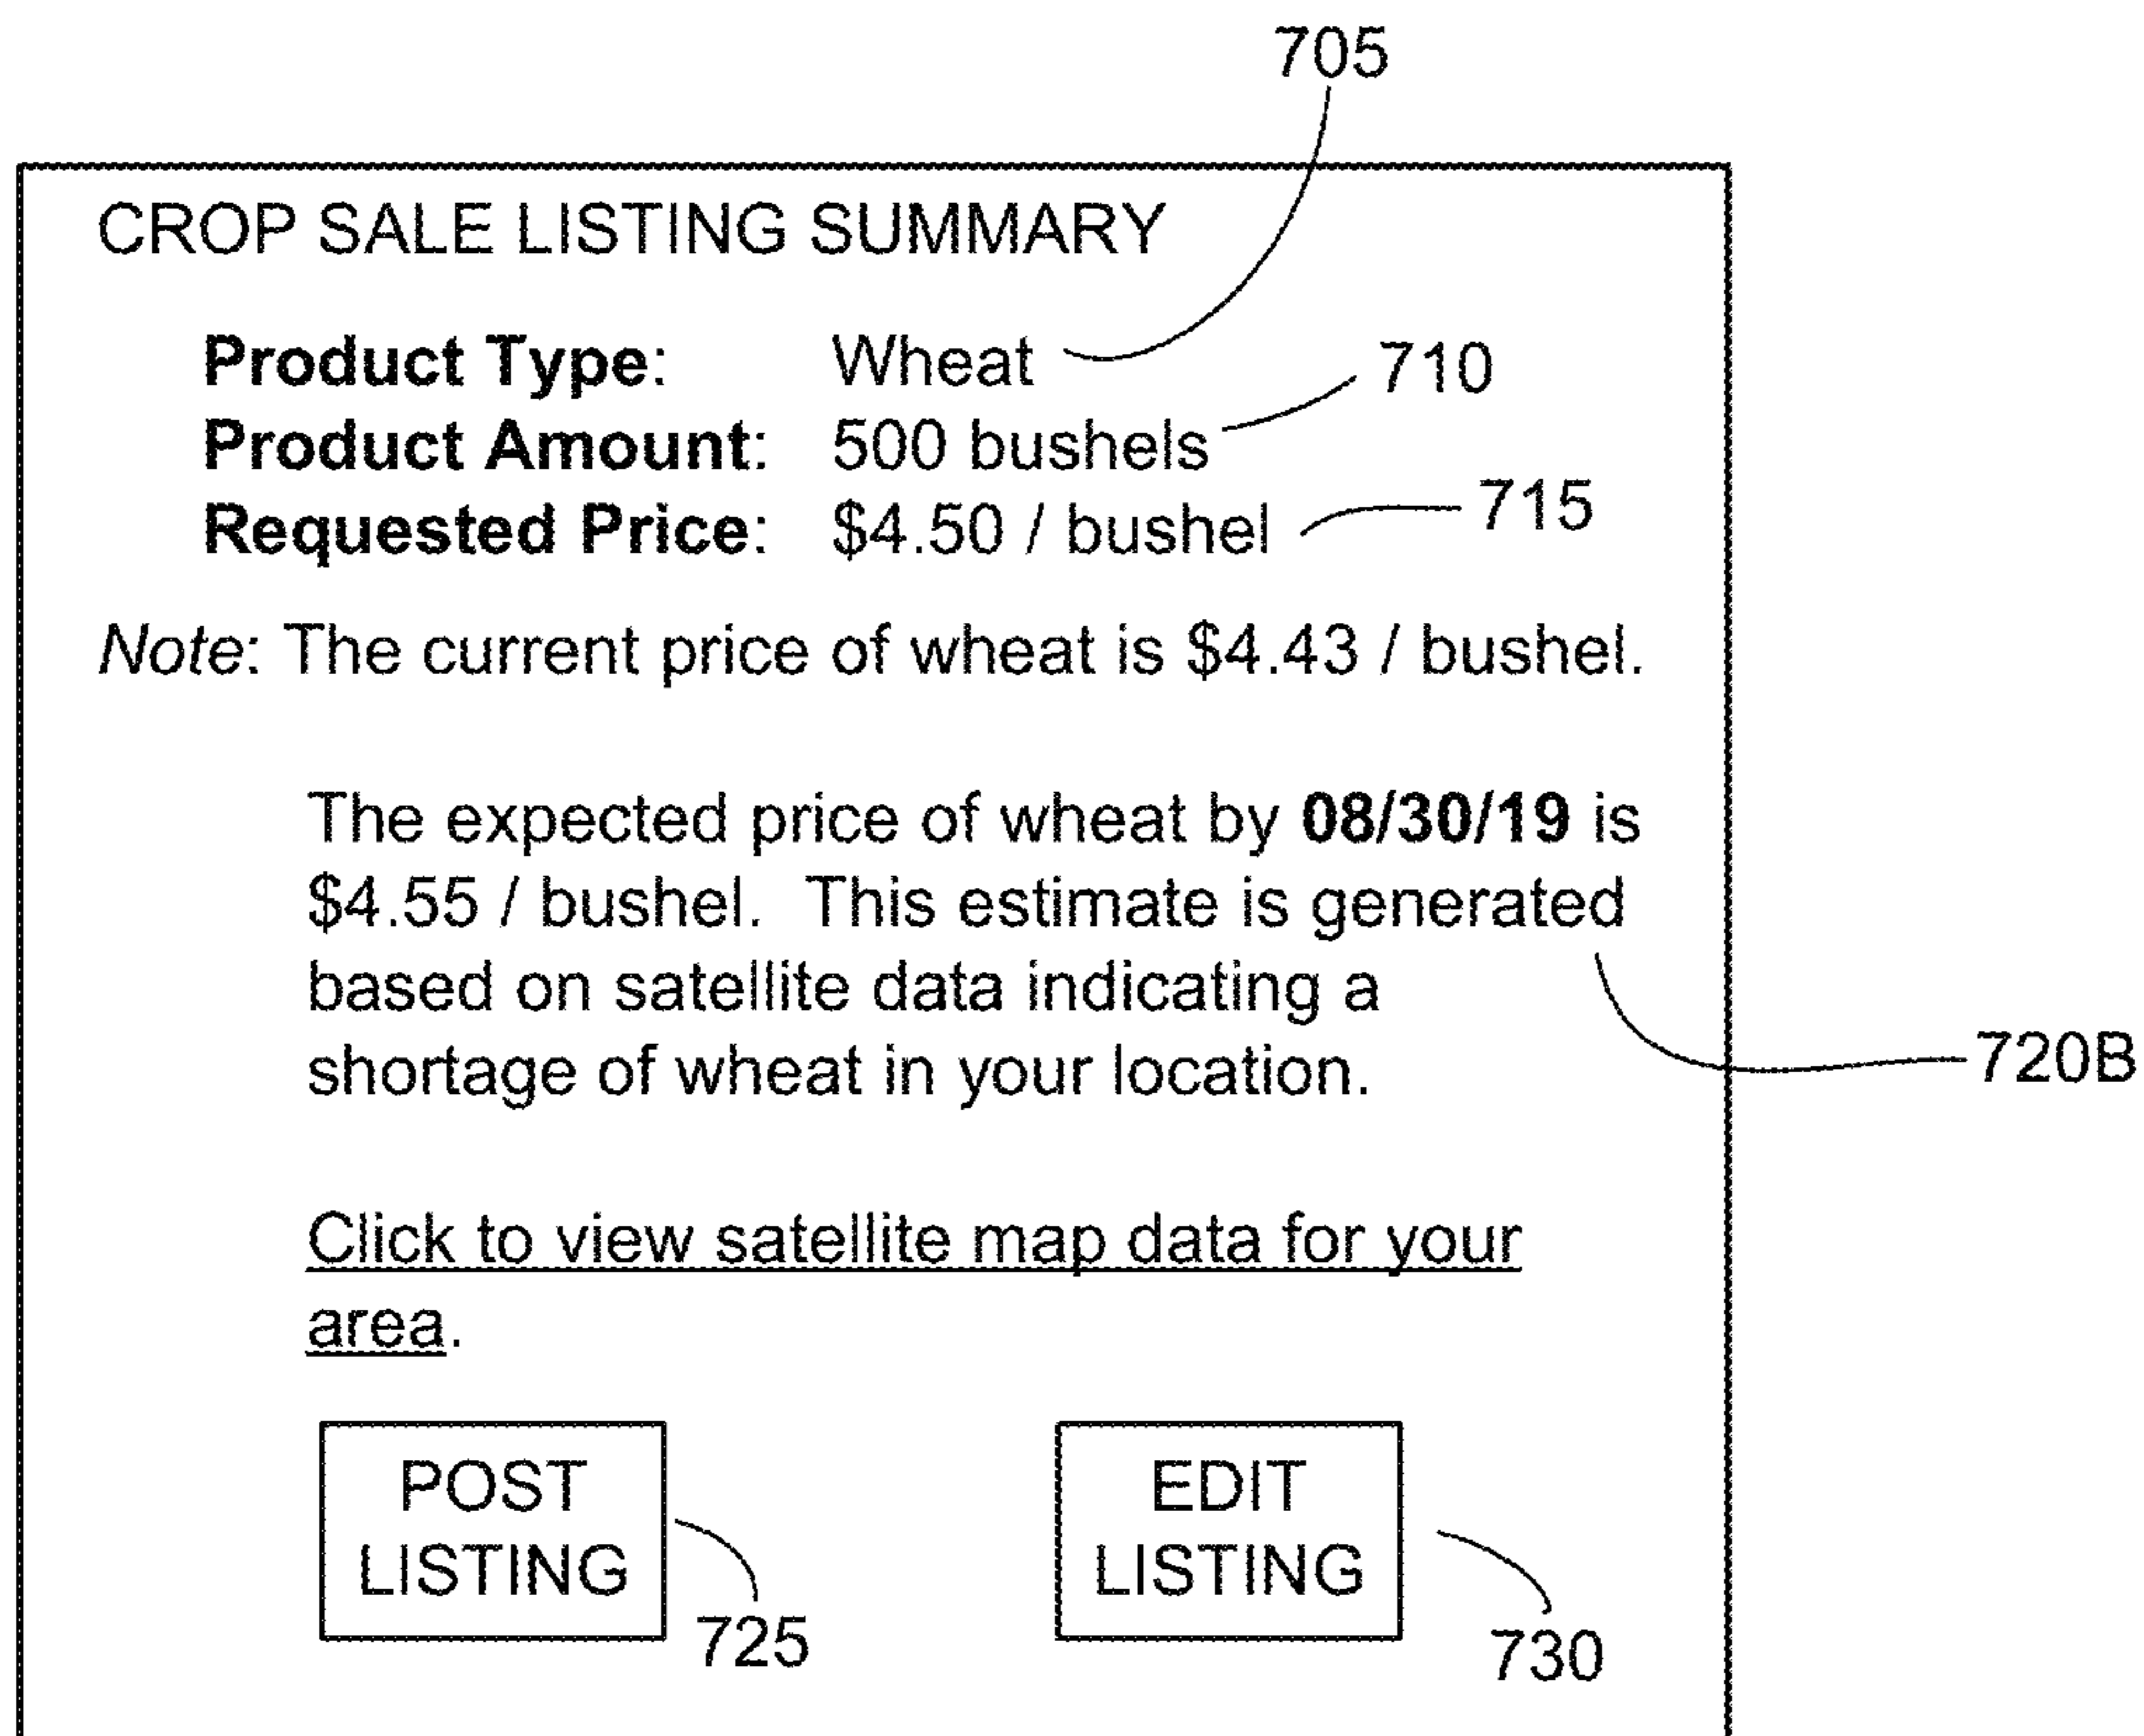 705
CROP SALE LISTING SUMMARY
Product Type: Wheat
710
Product Amount: 500 bushels
Requested Price: $4.50 / bushel
715
Note: The current price of wheat is $4.43 / bushel.
The expected price of wheat by 08/30/19 is
$4.55 / bushel. This estimate is generated
based on satellite data indicating a
shortage of wheat in your location.
720B
Click to view satellite map data for your
area.
POST
LISTING
725
EDIT
LISTING
730